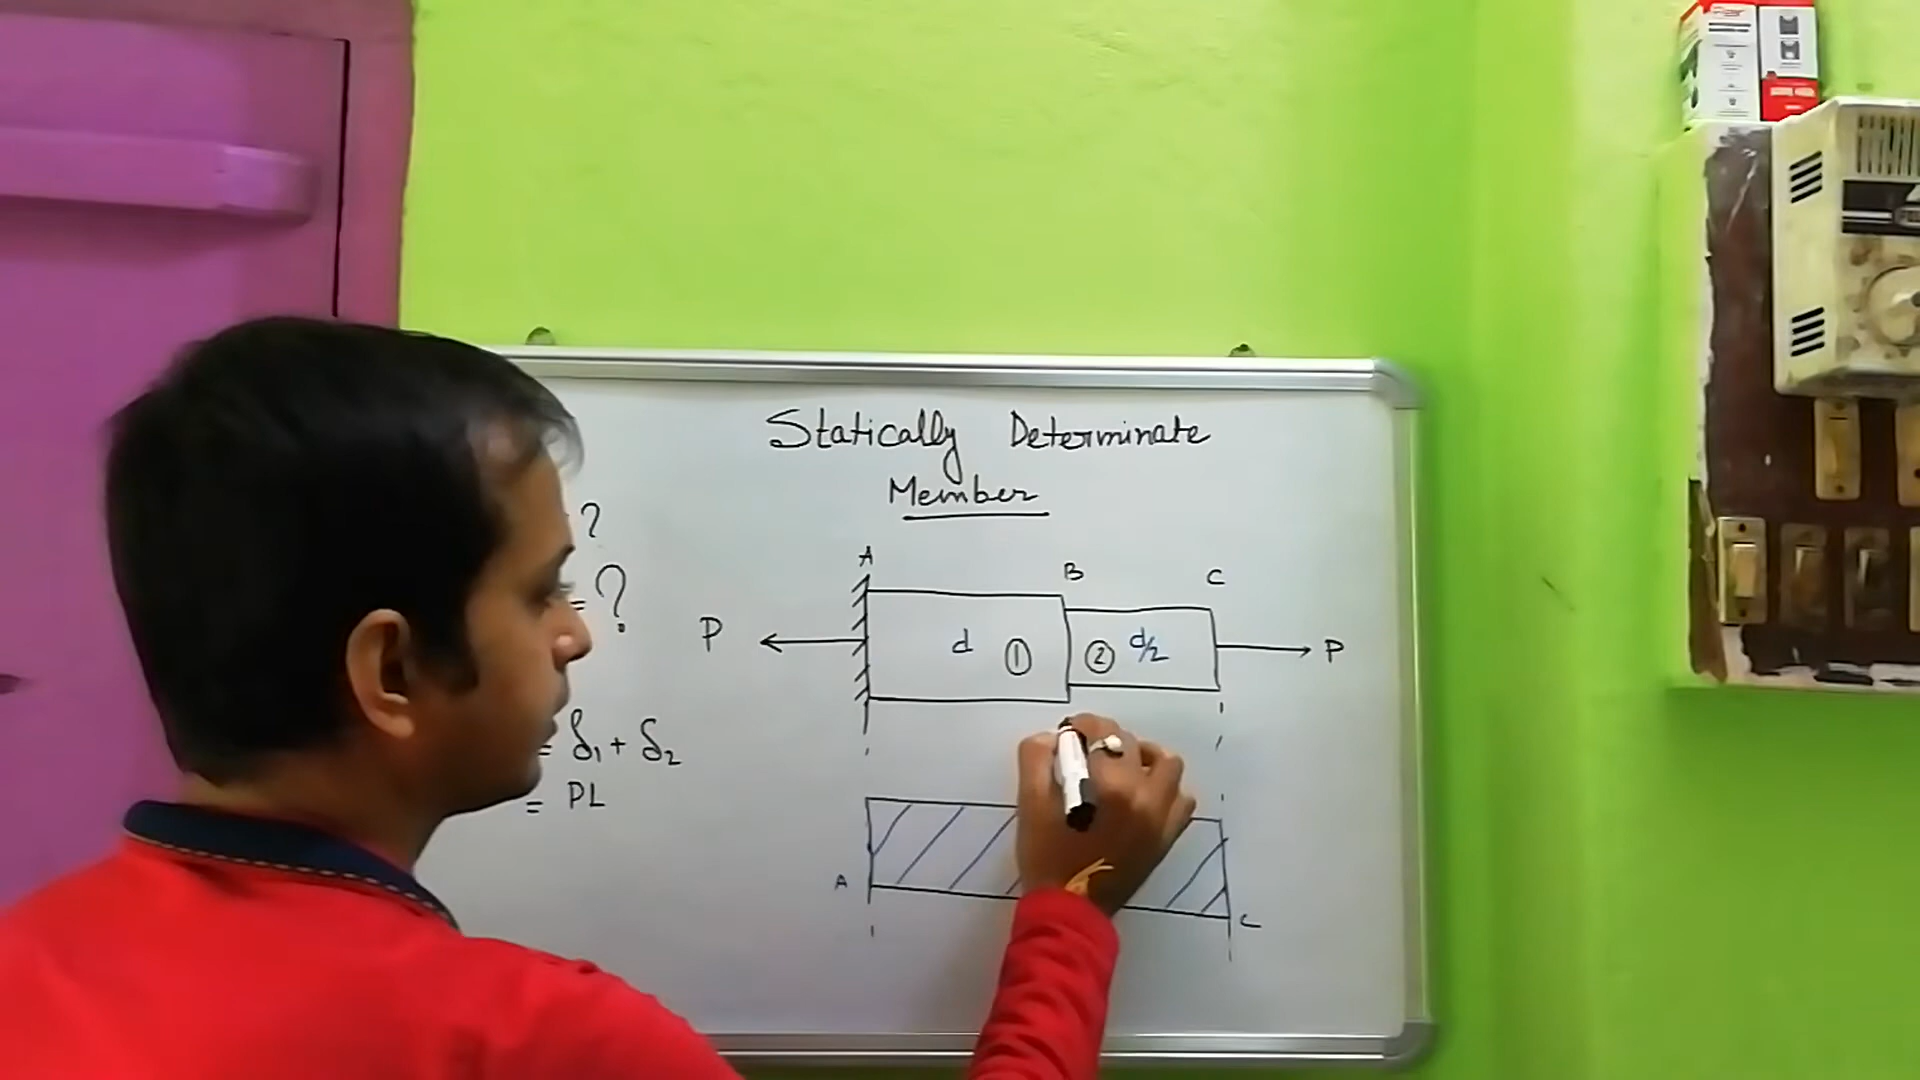 Statically Determinate
Member
?
= ?
A B C
P d ① ② d/2 P
= δ₁ + δ₂
= PL
A C